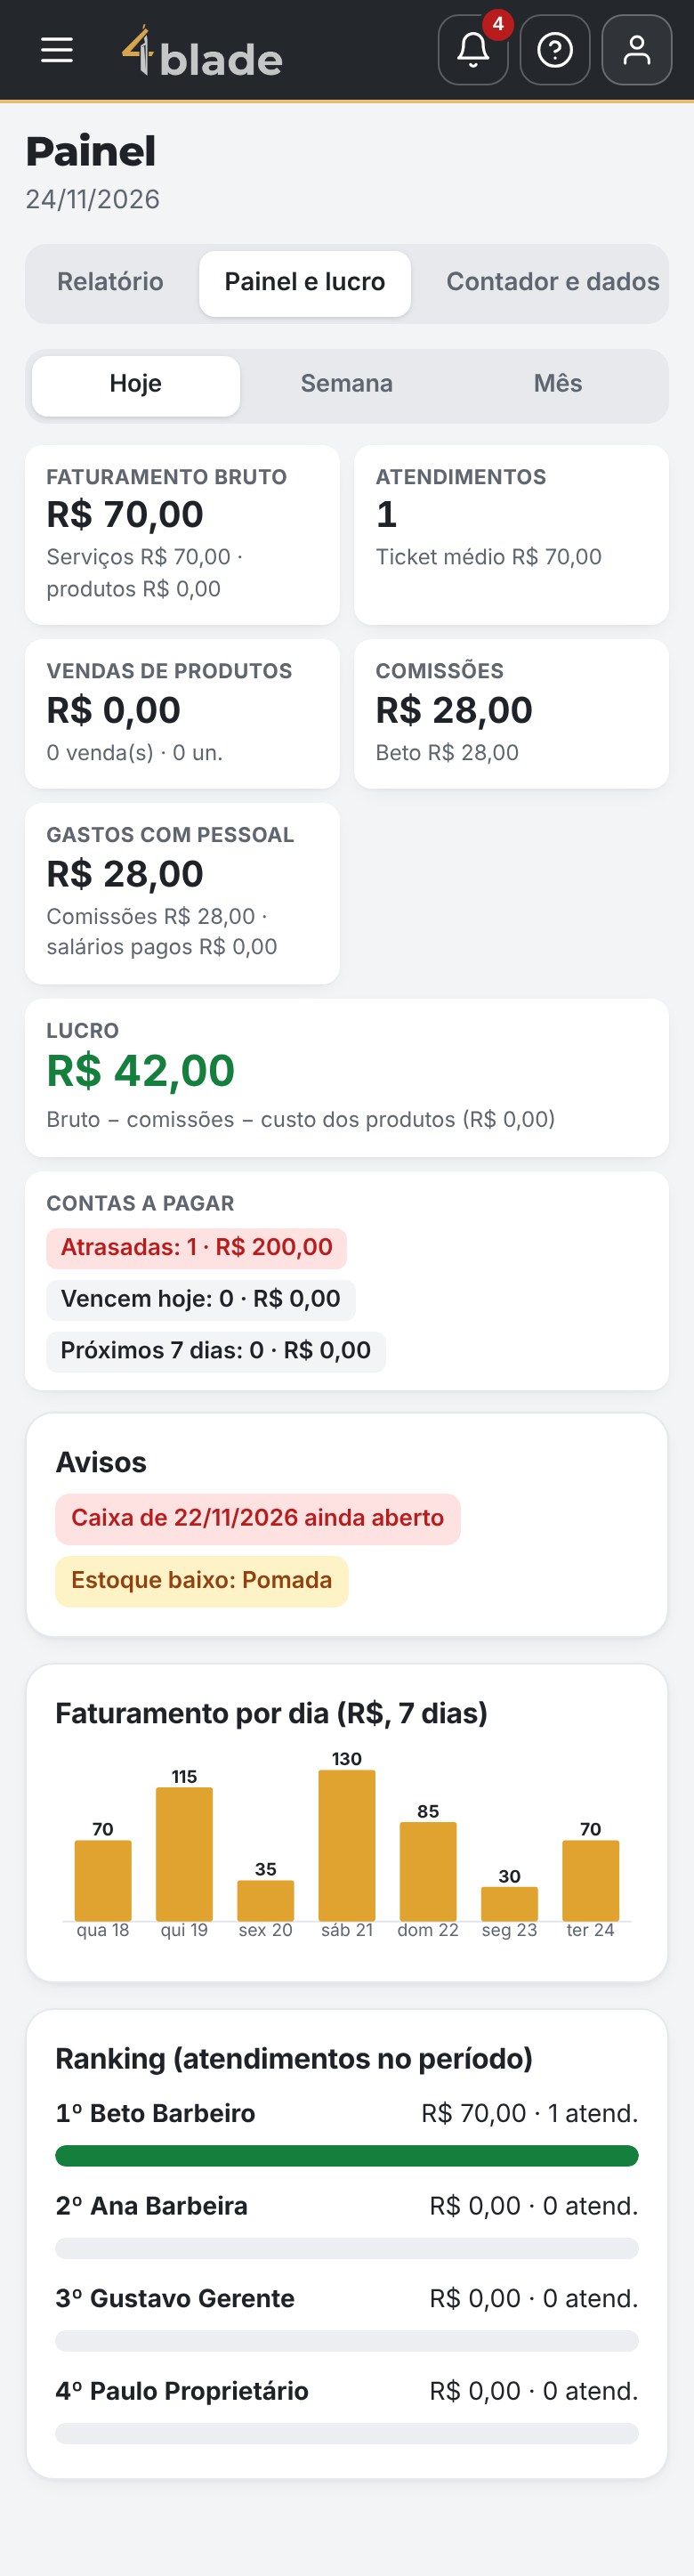 4blade
4
Painel
24/11/2026
Relatório
Painel e lucro
Contador e dados
Hoje
Semana
Mês
FATURAMENTO BRUTO
R$ 70,00
Serviços R$ 70,00 ·
produtos R$ 0,00
ATENDIMENTOS
1
Ticket médio R$ 70,00
VENDAS DE PRODUTOS
R$ 0,00
0 venda(s) · 0 un.
COMISSÕES
R$ 28,00
Beto R$ 28,00
GASTOS COM PESSOAL
R$ 28,00
Comissões R$ 28,00 ·
salários pagos R$ 0,00
LUCRO
R$ 42,00
Bruto − comissões − custo dos produtos (R$ 0,00)
CONTAS A PAGAR
Atrasadas: 1 · R$ 200,00
Vencem hoje: 0 · R$ 0,00
Próximos 7 dias: 0 · R$ 0,00
Avisos
Caixa de 22/11/2026 ainda aberto
Estoque baixo: Pomada
Faturamento por dia (R$, 7 dias)
70
115
35
130
85
30
70
qua 18
qui 19
sex 20
sáb 21
dom 22
seg 23
ter 24
Ranking (atendimentos no período)
1º Beto Barbeiro
R$ 70,00 · 1 atend.
2º Ana Barbeira
R$ 0,00 · 0 atend.
3º Gustavo Gerente
R$ 0,00 · 0 atend.
4º Paulo Proprietário
R$ 0,00 · 0 atend.